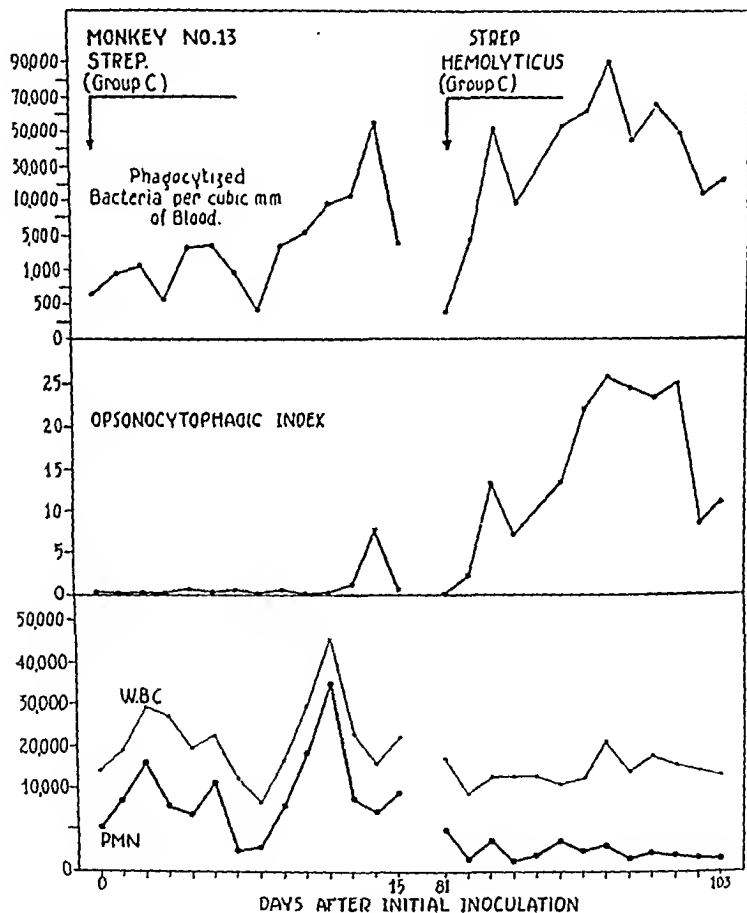 MONKEY NO.13
STREP.
(Group C)
STREP
HEMOLYTICUS
(Group C)
Phagocytized
Bacteria per cubic mm
of Blood.
90,000
70,000
50,000
30,000
10,000
5,000
1,000
500
0
OPSONOCYTOPHAGIC INDEX
25
20
15
10
5
0
50,000
40,000
30,000
20,000
10,000
0
W.BC
PMN
0
15
81
103
DAYS AFTER INITIAL INOCULATION